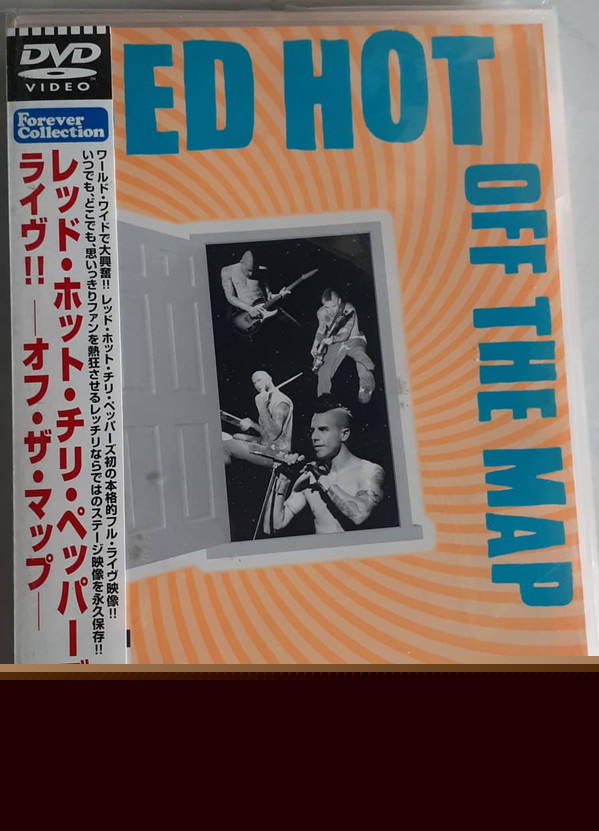 DVD
VIDEO
Forever
Collection
ワールド・ワイドで大興奮!! レッド・ホット・チリ・ペッパーズ初の本格的フル・ライヴ映像!!
いつでも、どこでも、思いっきりファンを熱狂させるレッチリならではのステージ映像を永久保存!!
レッド・ホット・チリ・ペッパーズ
ライヴ!! ―オフ・ザ・マップ―
ED HOT
OFF THE MAP